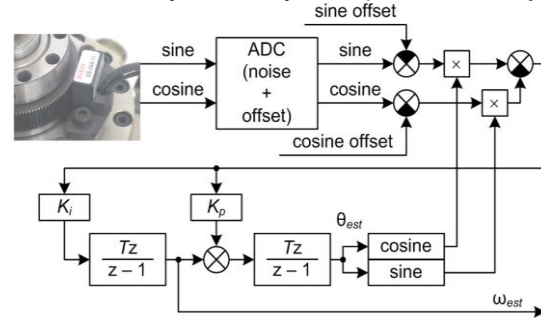 sine offset
sine
ADC
(noise
+
offset)
sine
×
cosine
cosine
×
cosine offset
Ki
Kp
θest
Tz
z – 1
Tz
z – 1
cosine
sine
ωest